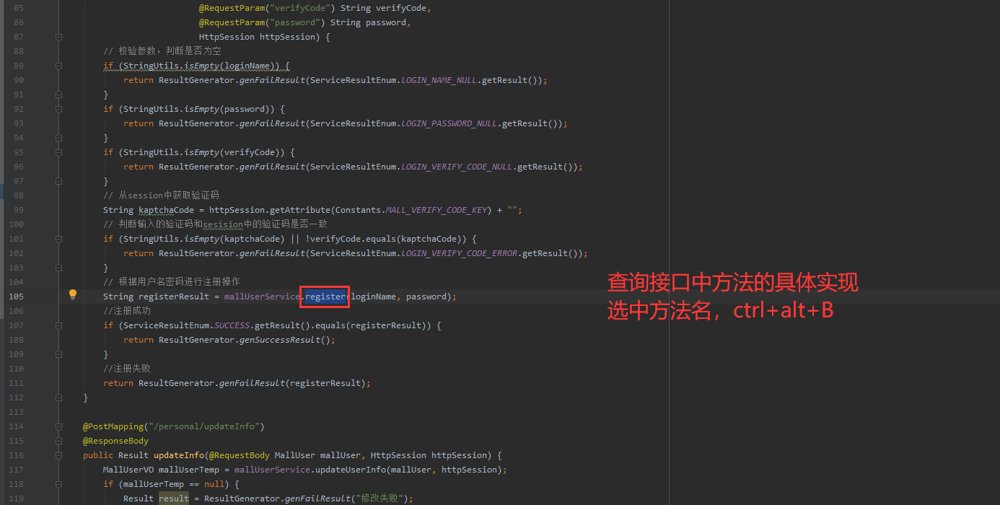 85 @RequestParam("verifyCode") String verifyCode,
86 @RequestParam("password") String password,
87 HttpSession httpSession) {
88 // 校验参数，判断是否为空
89 if (StringUtils.isEmpty(loginName)) {
90 return ResultGenerator.genFailResult(ServiceResultEnum.LOGIN_NAME_NULL.getResult());
91 }
92 if (StringUtils.isEmpty(password)) {
93 return ResultGenerator.genFailResult(ServiceResultEnum.LOGIN_PASSWORD_NULL.getResult());
94 }
95 if (StringUtils.isEmpty(verifyCode)) {
96 return ResultGenerator.genFailResult(ServiceResultEnum.LOGIN_VERIFY_CODE_NULL.getResult());
97 }
98 // 从session中获取验证码
99 String kaptchaCode = httpSession.getAttribute(Constants.MALL_VERIFY_CODE_KEY) + "";
100 // 判断输入的验证码和sesision中的验证码是否一致
101 if (StringUtils.isEmpty(kaptchaCode) || !verifyCode.equals(kaptchaCode)) {
102 return ResultGenerator.genFailResult(ServiceResultEnum.LOGIN_VERIFY_CODE_ERROR.getResult());
103 }
104 // 根据用户名密码进行注册操作
105 String registerResult = mallUserService.register(loginName, password);
查询接口中方法的具体实现
选中方法名，ctrl+alt+B
106 //注册成功
107 if (ServiceResultEnum.SUCCESS.getResult().equals(registerResult)) {
108 return ResultGenerator.genSuccessResult();
109 }
110 //注册失败
111 return ResultGenerator.genFailResult(registerResult);
112 }
113
114 @PostMapping("/personal/updateInfo")
115 @ResponseBody
116 public Result updateInfo(@RequestBody MallUser mallUser, HttpSession httpSession) {
117 MallUserVO mallUserTemp = mallUserService.updateUserInfo(mallUser, httpSession);
118 if (mallUserTemp == null) {
119 Result result = ResultGenerator.genFailResult("修改失败");